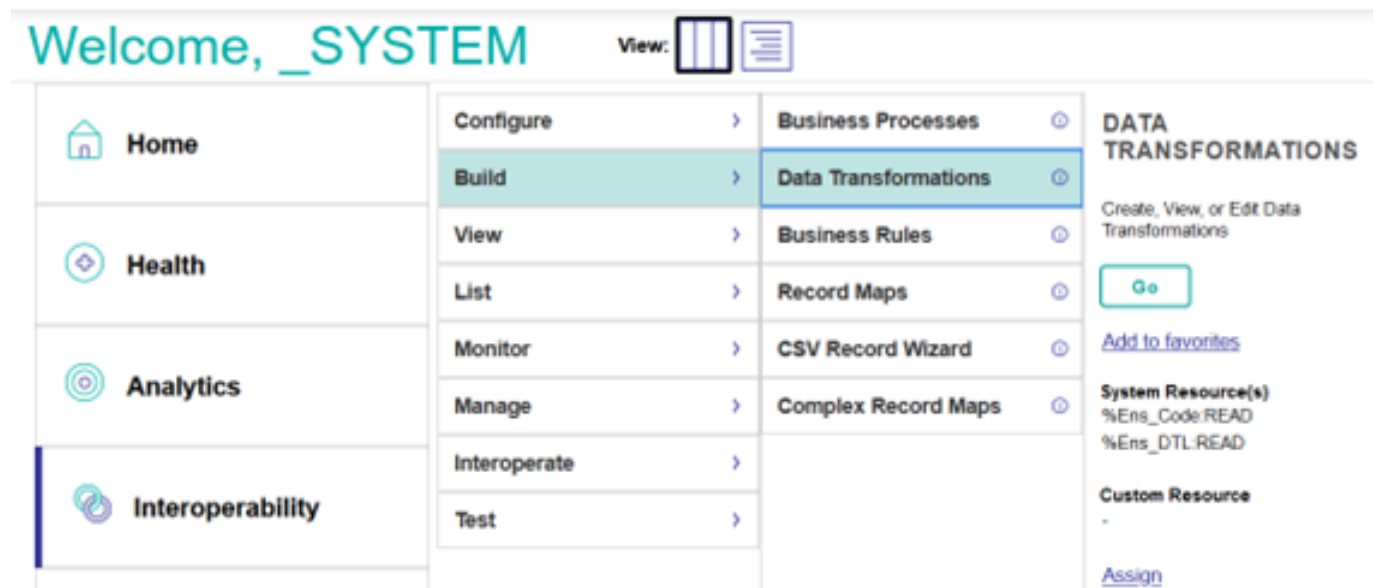 Welcome, _SYSTEM
View:
Home
Health
Analytics
Interoperability
Configure
Build
View
List
Monitor
Manage
Interoperate
Test
Business Processes
Data Transformations
Business Rules
Record Maps
CSV Record Wizard
Complex Record Maps
DATA
TRANSFORMATIONS
Create, View, or Edit Data
Transformations
Go
Add to favorites
System Resource(s)
%Ens_Code:READ
%Ens_DTL:READ
Custom Resource
-
Assign